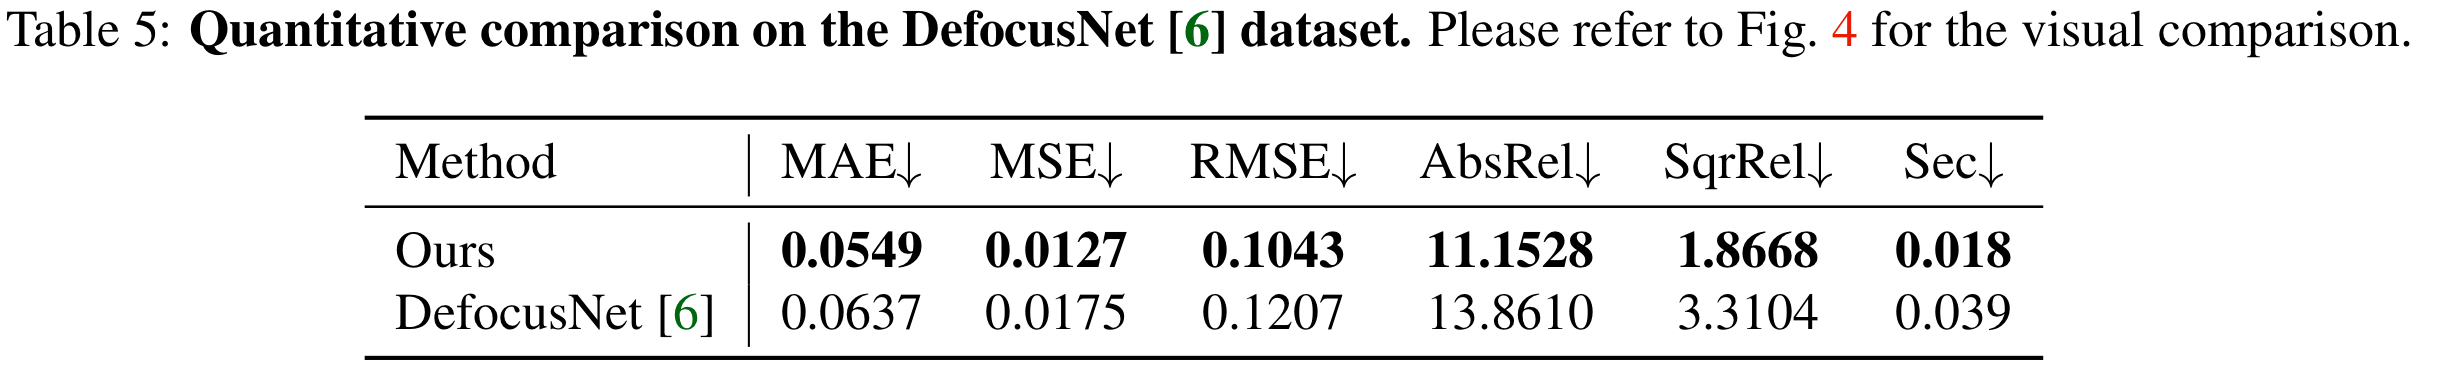 Table 5: Quantitative comparison on the DefocusNet [6] dataset. Please refer to Fig. 4 for the visual comparison.
Method MAE↓ MSE↓ RMSE↓ AbsRel↓ SqrRel↓ Sec↓
Ours 0.0549 0.0127 0.1043 11.1528 1.8668 0.018
DefocusNet [6] 0.0637 0.0175 0.1207 13.8610 3.3104 0.039